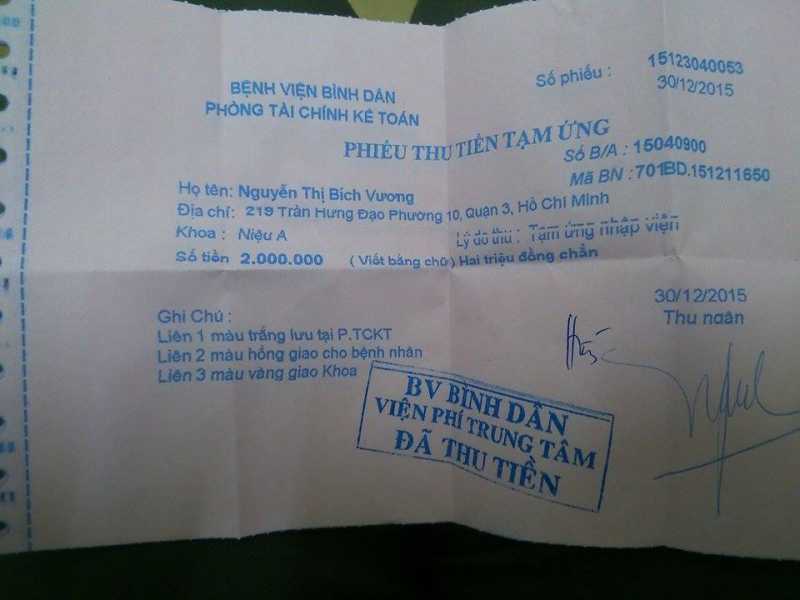 BỆNH VIỆN BÌNH DÂN
PHÒNG TÀI CHÍNH KẾ TOÁN
Số phiếu : 15123040053
30/12/2015
PHIẾU THU TIỀN TẠM ỨNG
Số B/A : 15040900
Mã BN : 701BD.151211650
Họ tên: Nguyễn Thị Bích Vương
Địa chỉ: 219 Trần Hưng Đạo Phường 10, Quận 3, Hồ Chí Minh
Khoa : Niệu A
Lý do thu : Tạm ứng nhập viện
Số tiền 2.000.000 ( Viết bằng chữ ) Hai triệu đồng chẵn
30/12/2015
Thu ngân
Ghi Chú :
Liên 1 màu trắng lưu tại P.TCKT
Liên 2 màu hồng giao cho bệnh nhân
Liên 3 màu vàng giao Khoa
BV BÌNH DÂN
VIỆN PHÍ TRUNG TÂM
ĐÃ THU TIỀN